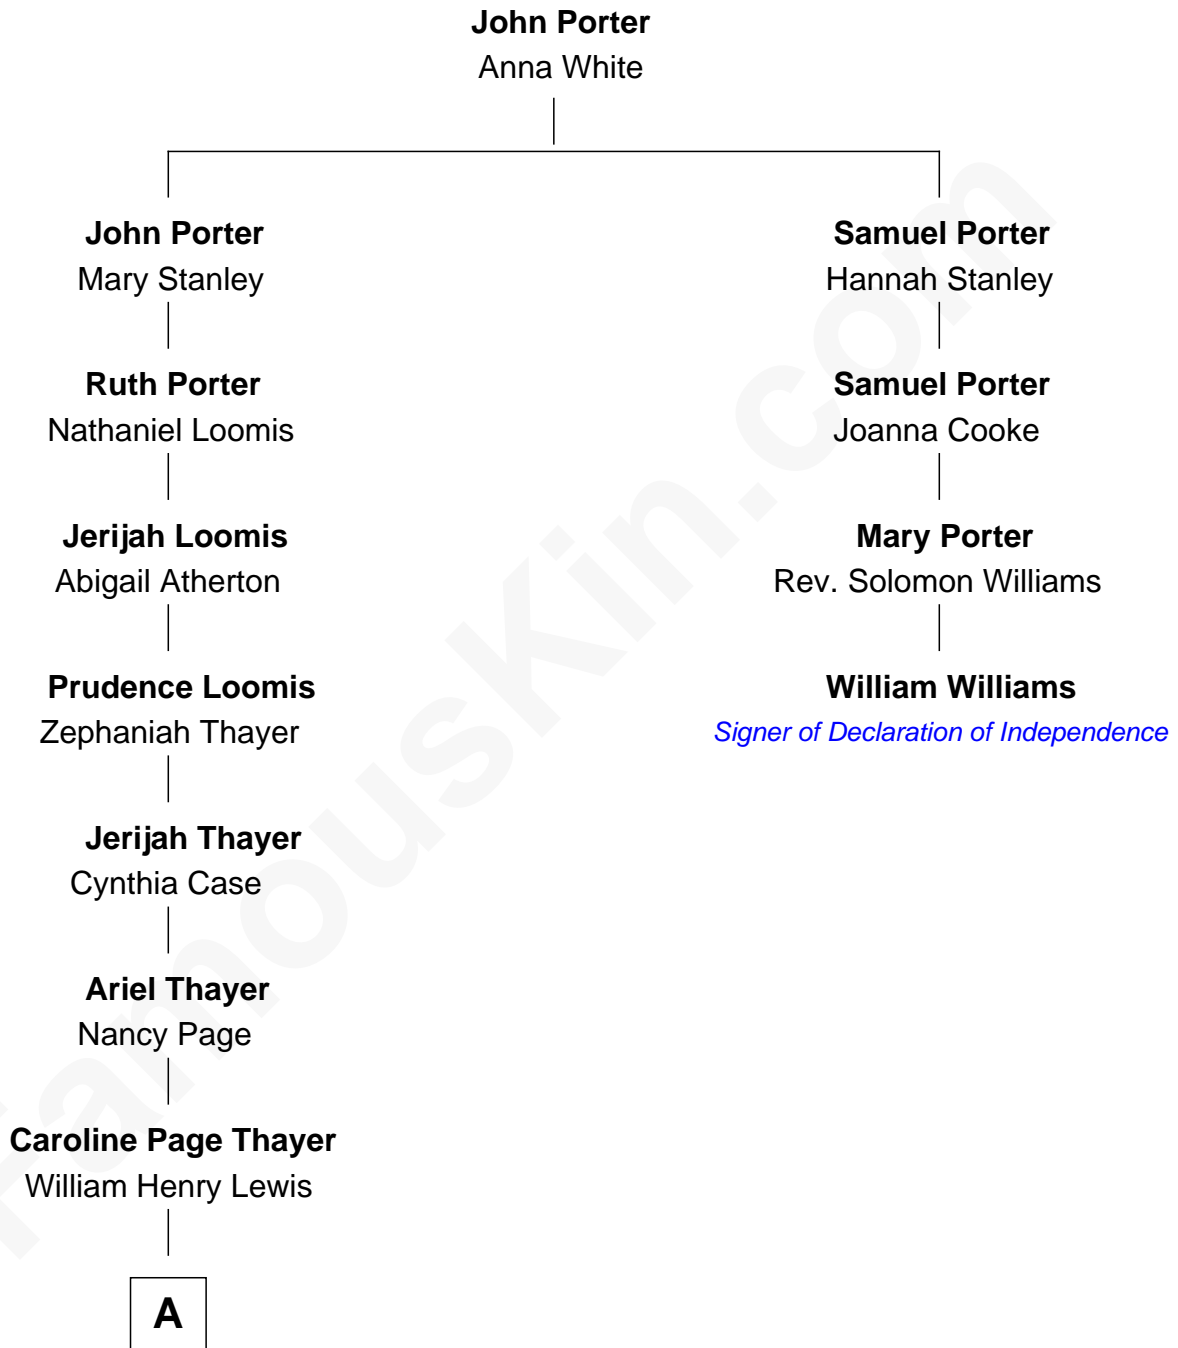 John Porter
Anna White
John Porter
Mary Stanley
Samuel Porter
Hannah Stanley
Ruth Porter
Nathaniel Loomis
Samuel Porter
Joanna Cooke
Jerijah Loomis
Abigail Atherton
Mary Porter
Rev. Solomon Williams
Prudence Loomis
Zephaniah Thayer
William Williams
Signer of Declaration of Independence
Jerijah Thayer
Cynthia Case
Ariel Thayer
Nancy Page
Caroline Page Thayer
William Henry Lewis
A
FamousKin.com